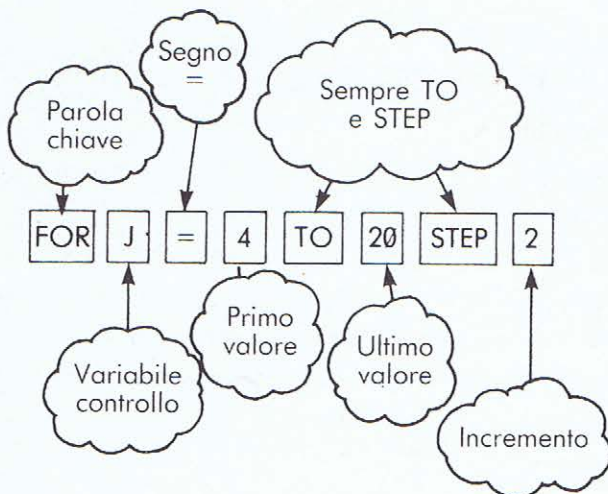 Segno
=
Sempre TO
e STEP
Parola
chiave
FOR J = 4 TO 20 STEP 2
Primo
valore
Ultimo
valore
Variabile
controllo
Incremento